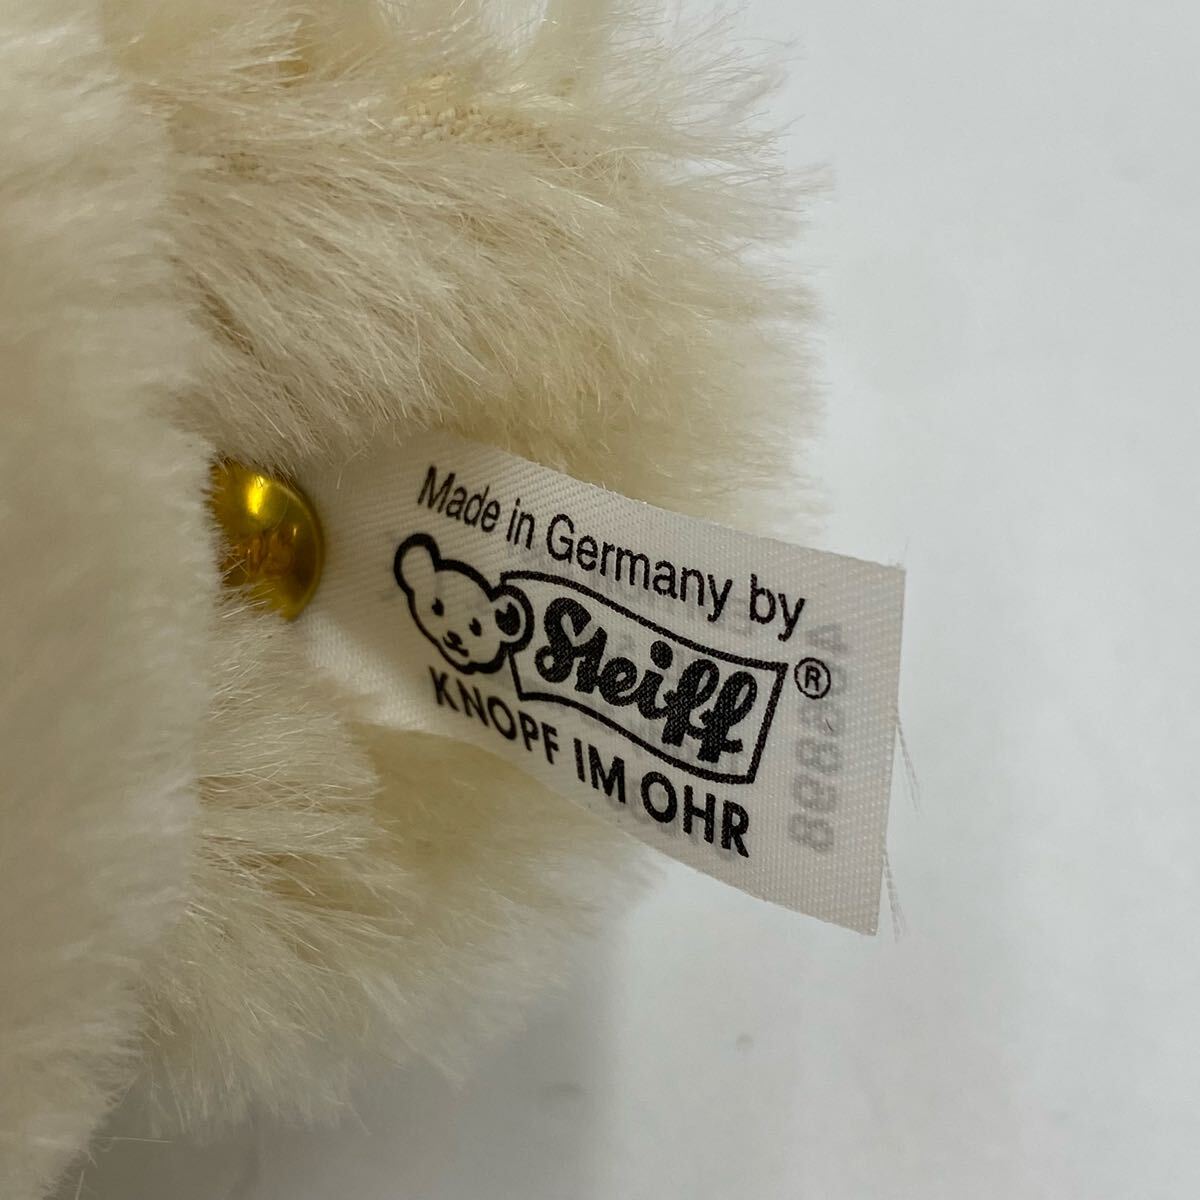 Made in Germany by
Steiff ®
KNOPF IM OHR